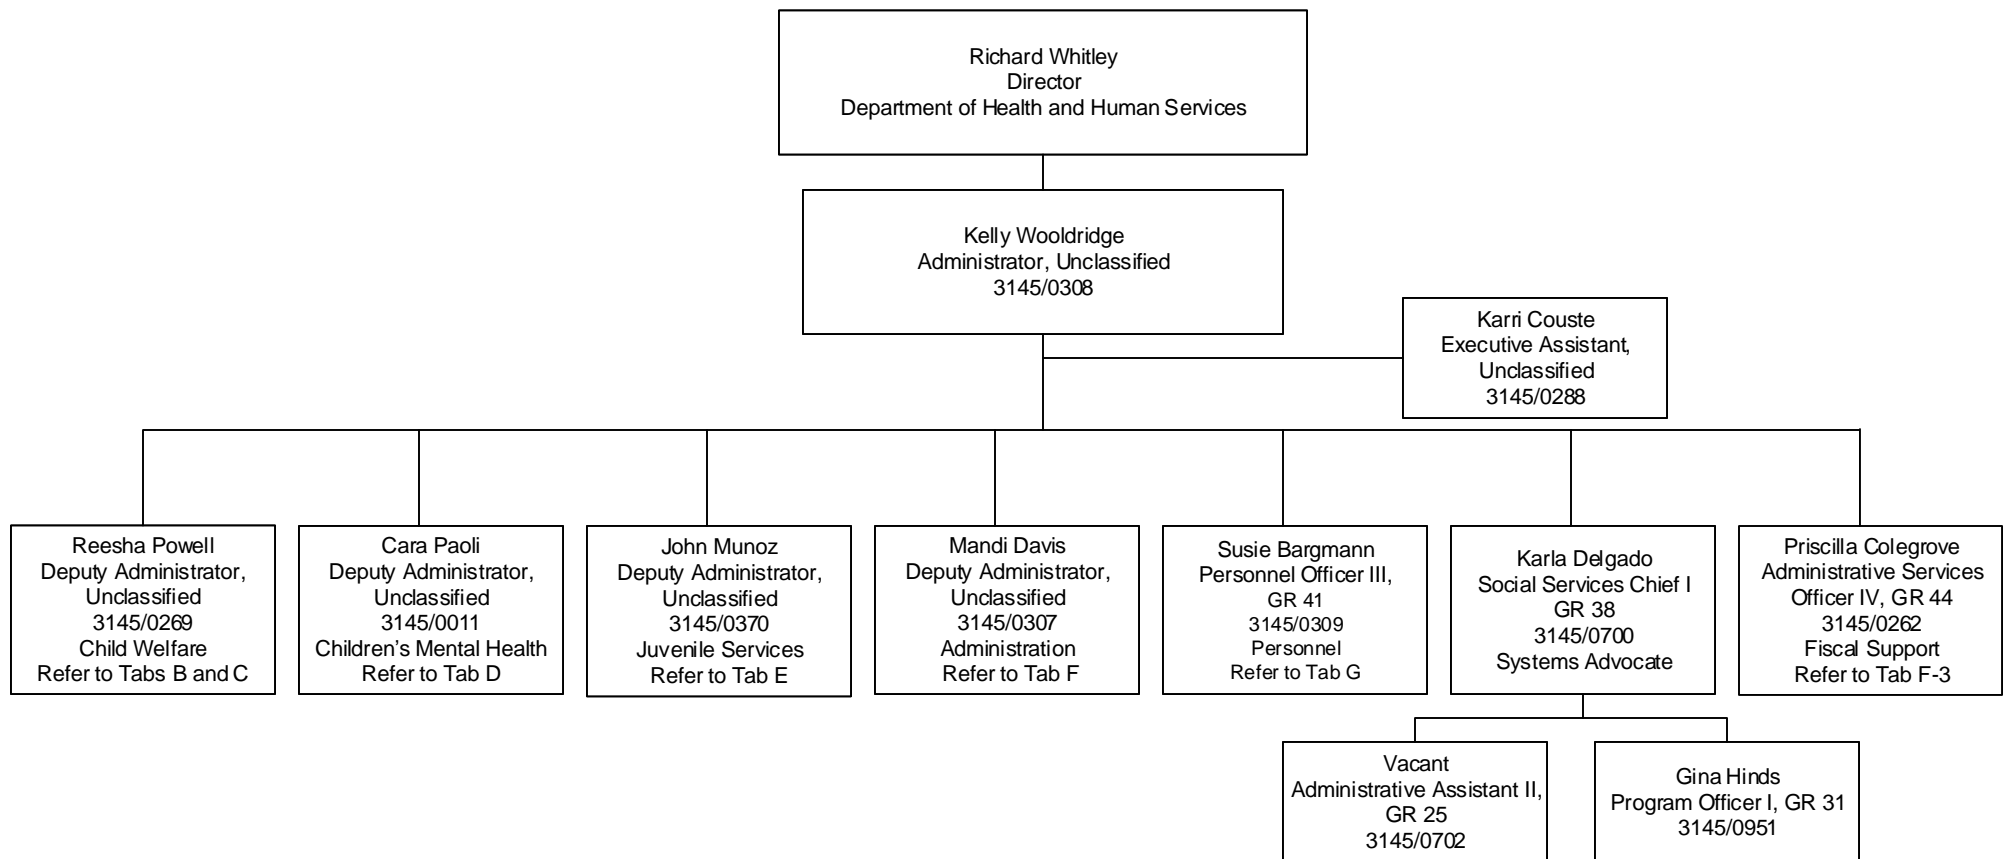 Richard Whitley
Director
Department of Health and Human Services
Kelly Wooldridge
Administrator, Unclassified
3145/0308
Karri Couste
Executive Assistant,
Unclassified
3145/0288
Reesha Powell
Deputy Administrator,
Unclassified
3145/0269
Child Welfare
Refer to Tabs B and C
Cara Paoli
Deputy Administrator,
Unclassified
3145/0011
Children’s Mental Health
Refer to Tab D
John Munoz
Deputy Administrator,
Unclassified
3145/0370
Juvenile Services
Refer to Tab E
Mandi Davis
Deputy Administrator,
Unclassified
3145/0307
Administration
Refer to Tab F
Susie Bargmann
Personnel Officer III,
GR 41
3145/0309
Personnel
Refer to Tab G
Karla Delgado
Social Services Chief I
GR 38
3145/0700
Systems Advocate
Priscilla Colegrove
Administrative Services
Officer IV, GR 44
3145/0262
Fiscal Support
Refer to Tab F-3
Vacant
Administrative Assistant II,
GR 25
3145/0702
Gina Hinds
Program Officer I, GR 31
3145/0951